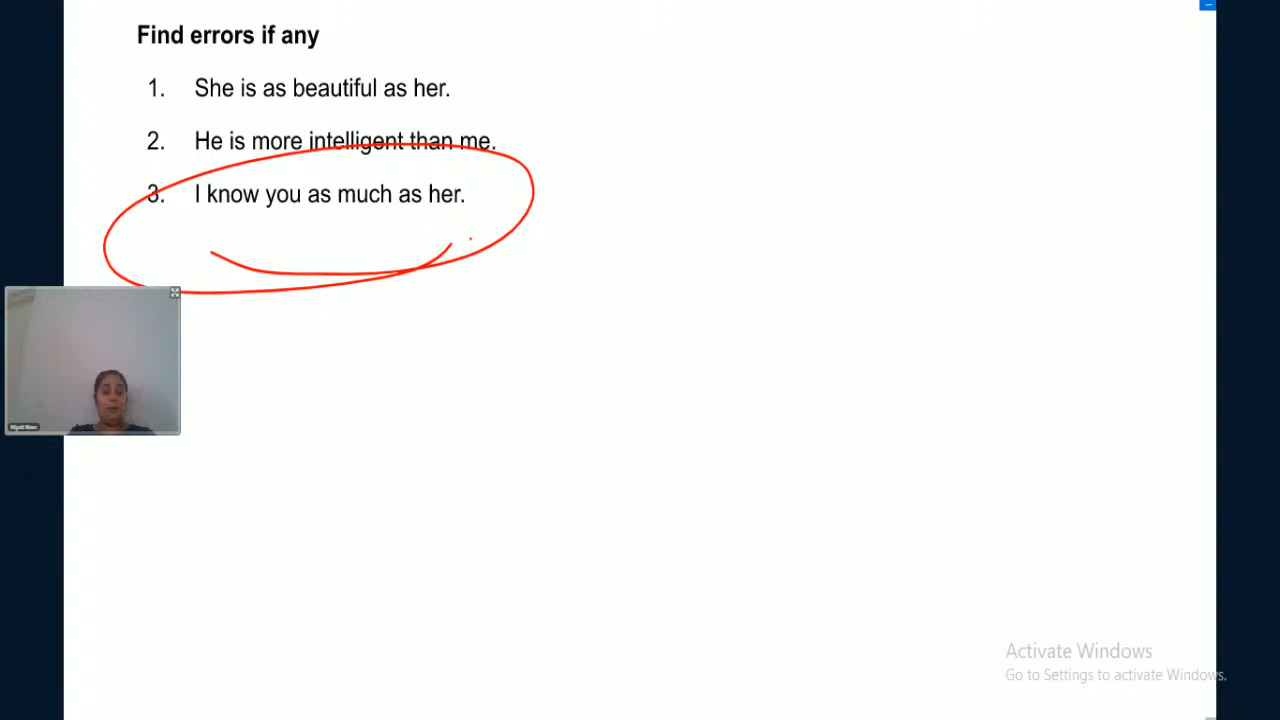 Find errors if any
1. She is as beautiful as her.
2. He is more intelligent than me.
3. I know you as much as her.
Activate Windows
Go to Settings to activate Windows.